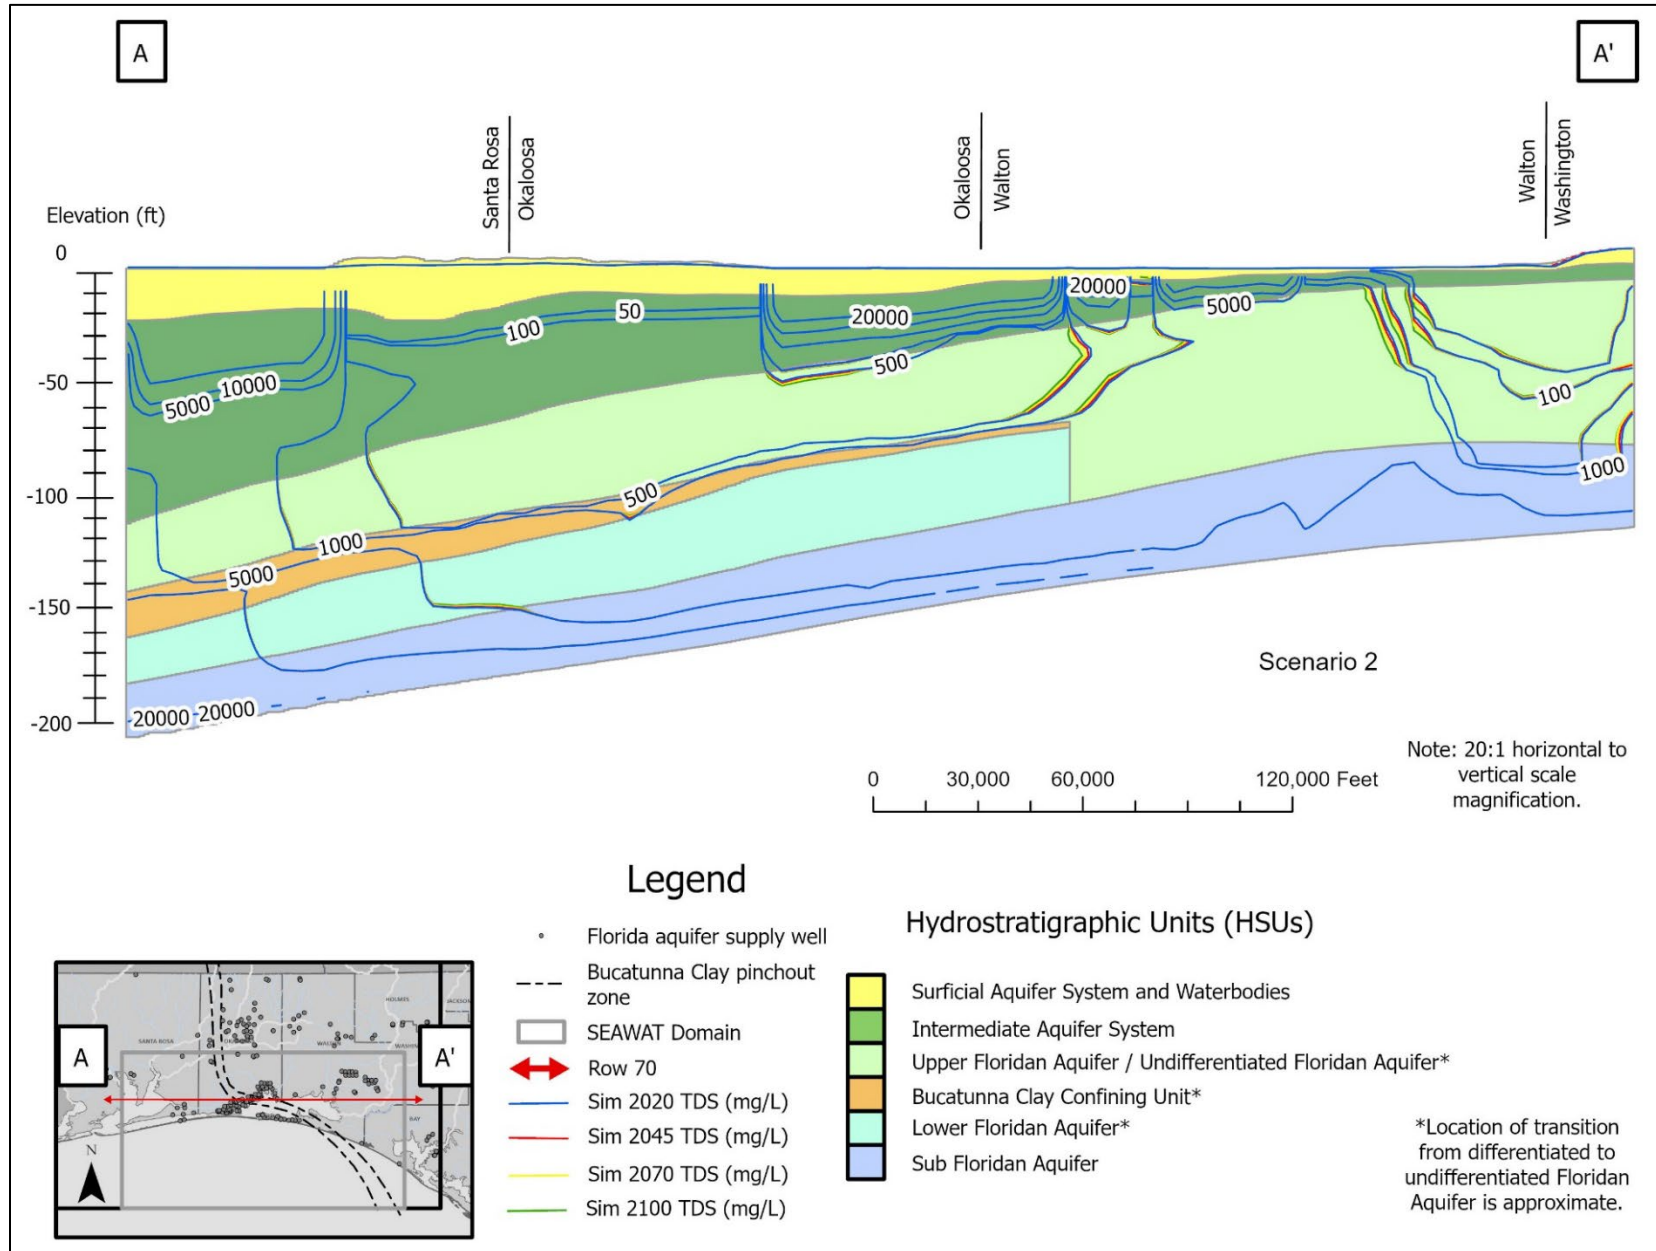 A
A'
Santa Rosa
Okaloosa
Okaloosa
Walton
Walton
Washington
Elevation (ft)
0
-50
-100
-150
-200
20000
50
100
20000
5000
10000
5000
500
100
500
1000
1000
5000
20000 20000
Scenario 2
Note: 20:1 horizontal to
vertical scale
magnification.
0 30,000 60,000 120,000 Feet
Legend
Florida aquifer supply well
Bucatunna Clay pinchout
zone
SEAWAT Domain
Row 70
Sim 2020 TDS (mg/L)
Sim 2045 TDS (mg/L)
Sim 2070 TDS (mg/L)
Sim 2100 TDS (mg/L)
Hydrostratigraphic Units (HSUs)
Surficial Aquifer System and Waterbodies
Intermediate Aquifer System
Upper Floridan Aquifer / Undifferentiated Floridan Aquifer*
Bucatunna Clay Confining Unit*
Lower Floridan Aquifer*
Sub Floridan Aquifer
*Location of transition
from differentiated to
undifferentiated Floridan
Aquifer is approximate.
HOLMES
SANTA ROSA
A
A'
BAY
N